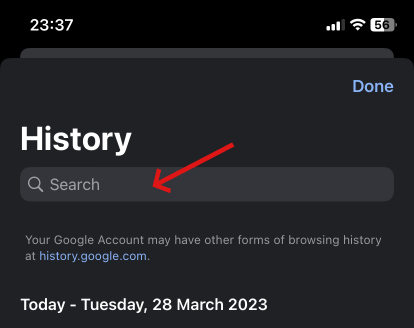 23:37
56
Done
History
Search
Your Google Account may have other forms of browsing history
at history.google.com.
Today - Tuesday, 28 March 2023